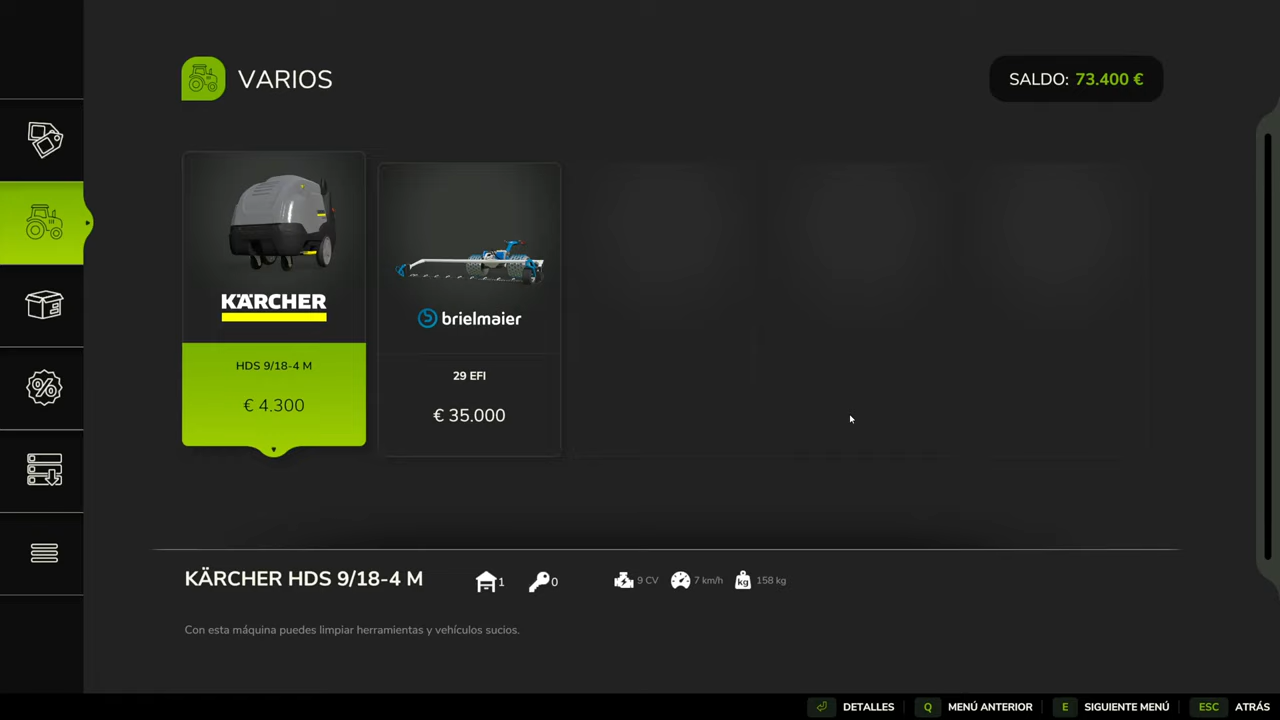 VARIOS
SALDO: 73.400 €
KÄRCHER
HDS 9/18-4 M
€ 4.300
brielmaier
29 EFI
€ 35.000
KÄRCHER HDS 9/18-4 M
1
0
9 CV
7 km/h
kg
158 kg
Con esta máquina puedes limpiar herramientas y vehículos sucios.
DETALLES
Q MENÚ ANTERIOR
E SIGUIENTE MENÚ
ESC ATRÁS